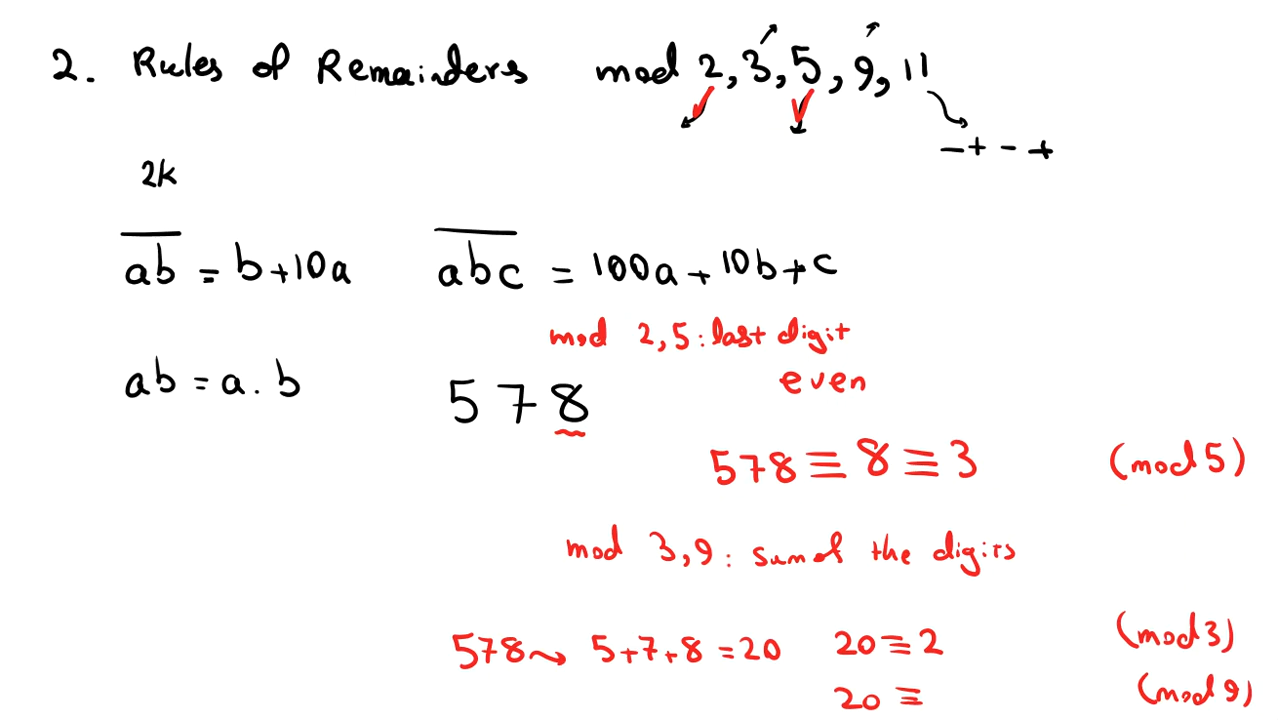 2. Rules of Remainders mod 2, 3, 5, 9, 11
- + - +
2k
ab = b + 10a
abc = 100a + 10b + c
mod 2, 5 : last digit
even
ab = a . b
578
578 ≡ 8 ≡ 3 (mod 5)
mod 3, 9 : sum of the digits
578 ⇝ 5 + 7 + 8 = 20 20 ≡ 2 (mod 3)
20 ≡ (mod 9)